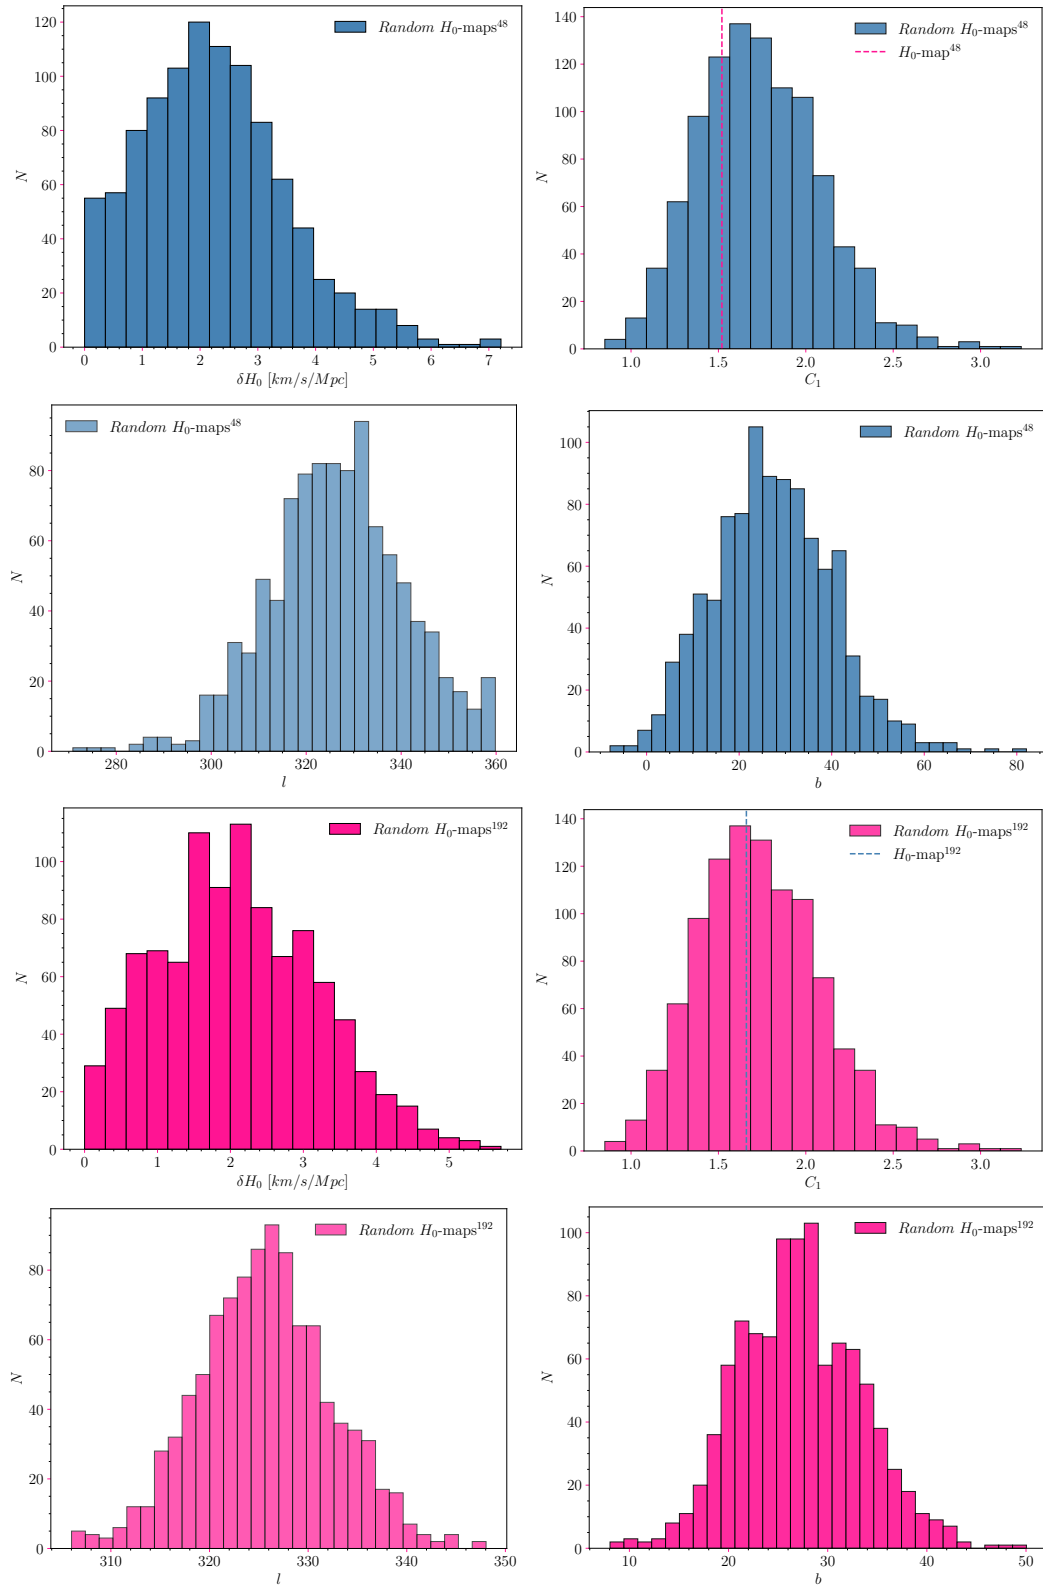 120
100
80
60
40
20
0
N
Random H₀-maps⁴⁸
0 1 2 3 4 5 6 7
δH₀ [km/s/Mpc]
140
120
100
80
60
40
20
0
N
Random H₀-maps⁴⁸
H₀-map⁴⁸
1.0 1.5 2.0 2.5 3.0
C₁
80
60
40
20
0
N
Random H₀-maps⁴⁸
280 300 320 340 360
l
100
80
60
40
20
0
N
Random H₀-maps⁴⁸
0 20 40 60 80
b
100
80
60
40
20
0
N
Random H₀-maps¹⁹²
0 1 2 3 4 5
δH₀ [km/s/Mpc]
140
120
100
80
60
40
20
0
N
Random H₀-maps¹⁹²
H₀-map¹⁹²
1.0 1.5 2.0 2.5 3.0
C₁
80
60
40
20
0
N
Random H₀-maps¹⁹²
310 320 330 340 350
l
100
80
60
40
20
0
N
Random H₀-maps¹⁹²
10 20 30 40 50
b